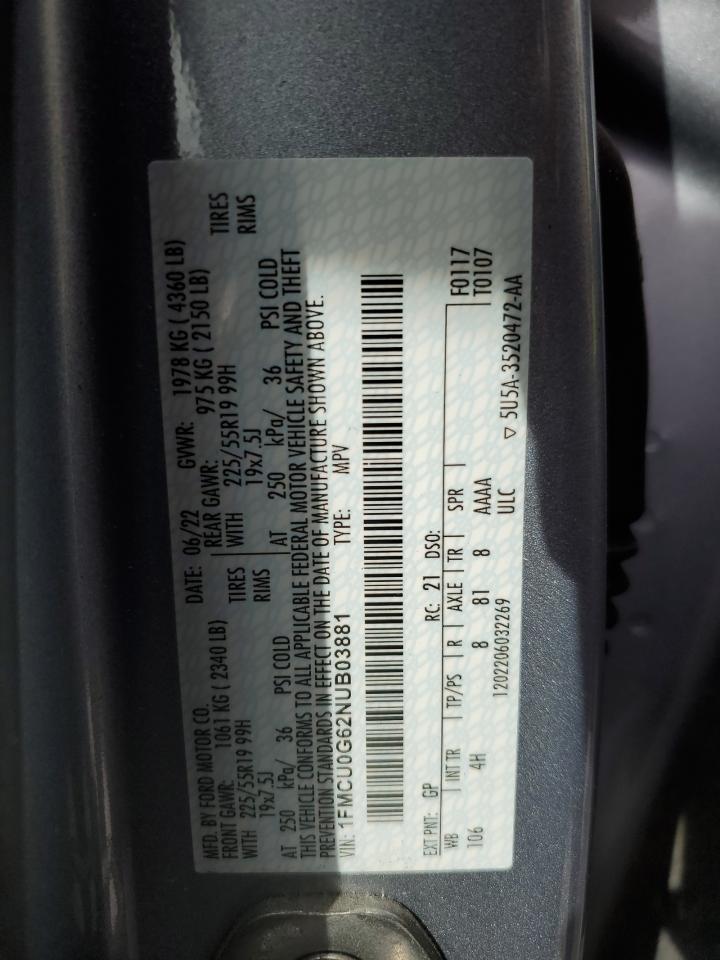 MFD. BY FORD MOTOR CO. DATE: 06/22 GVWR: 1978 KG ( 4360 LB)
FRONT GAWR: 1061 KG ( 2340 LB) REAR GAWR: 975 KG ( 2150 LB)
WITH 225/55R19 99H TIRES WITH 225/55R19 99H TIRES
19x7.5J RIMS 19x7.5J RIMS
AT 250 kPa/ 36 PSI COLD AT 250 kPa/ 36 PSI COLD
THIS VEHICLE CONFORMS TO ALL APPLICABLE FEDERAL MOTOR VEHICLE SAFETY AND THEFT
PREVENTION STANDARDS IN EFFECT ON THE DATE OF MANUFACTURE SHOWN ABOVE.
VIN: 1FMCU0G62NUB03881 TYPE: MPV
EXT PNT: GP RC: 21 DSO: F0117
WB INT TR TP/PS R AXLE TR SPR T0107
106 4H 8 81 8 AAAA
1202206032269 ULC ▽ 5U5A-3520472-AA